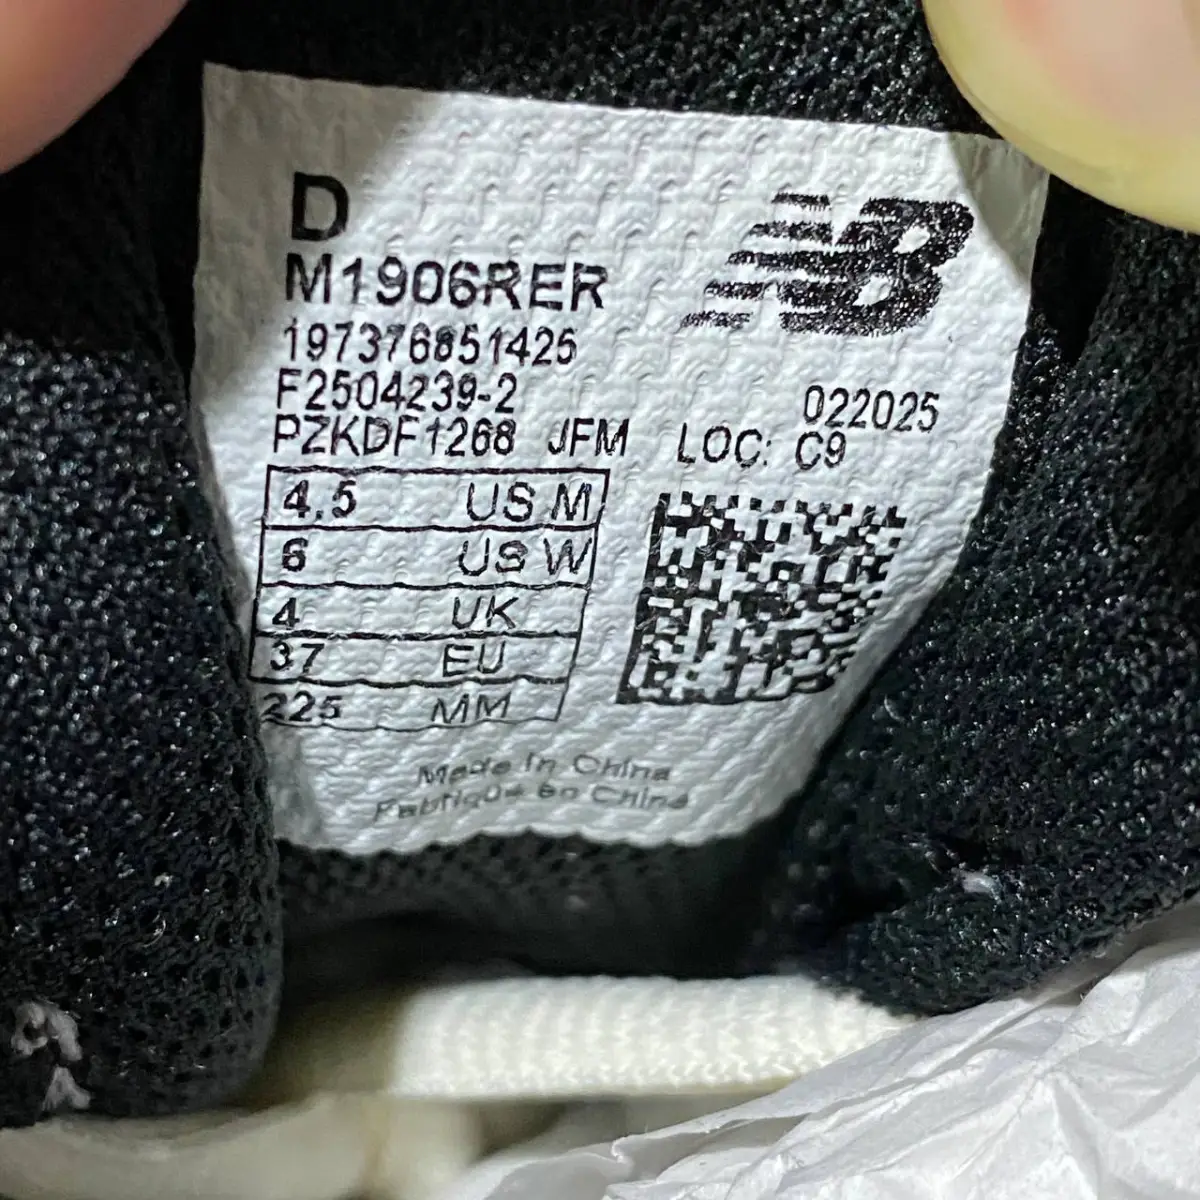 D
NB
M1906RER
197376851425
F2504239-2
022025
PZKDF1268 JFM LOC: C9
4.5 US M
6 US W
4 UK
37 EU
225 MM
Made in China
Fabriqué en Chine